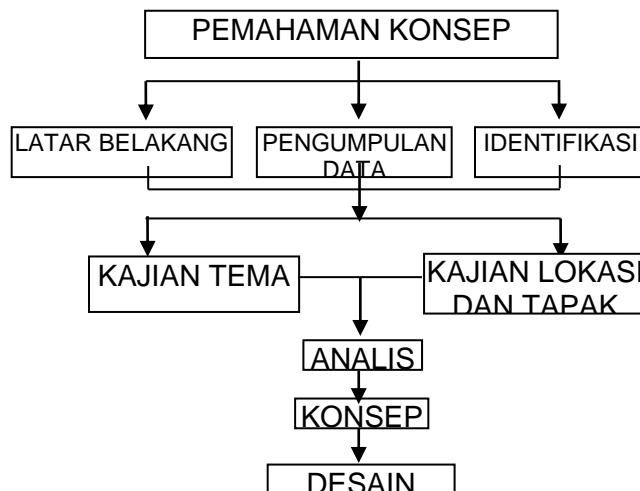 PEMAHAMAN KONSEP
LATAR BELAKANG
PENGUMPULAN
DATA
IDENTIFIKASI
KAJIAN TEMA
KAJIAN LOKASI
DAN TAPAK
ANALIS
KONSEP
DESAIN